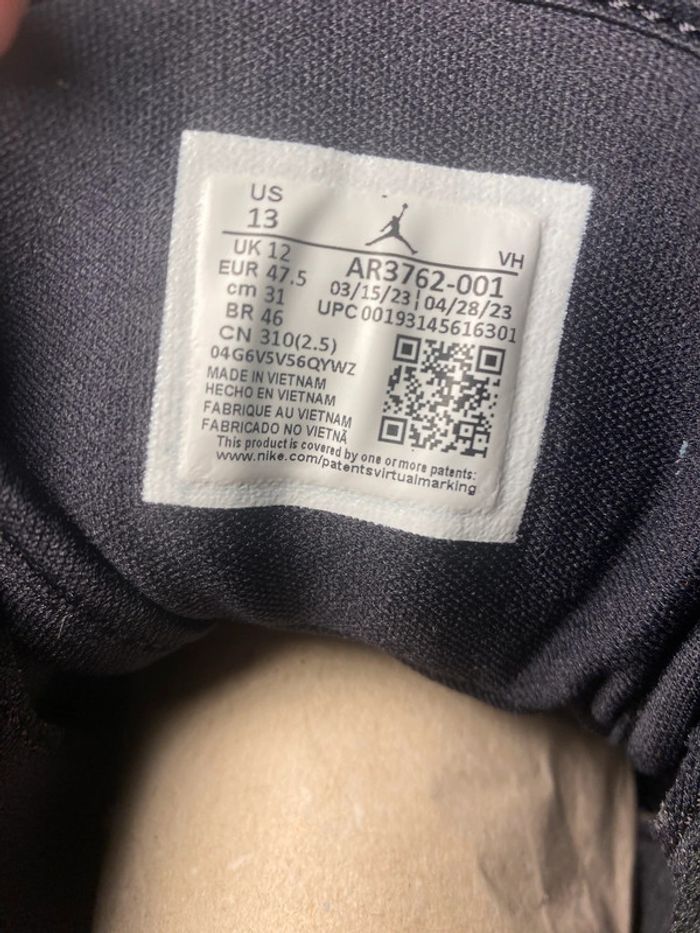 US
13
VH
UK 12
EUR 47.5
cm 31
BR 46
CN 310(2.5)
04G6V5V56QYWZ
AR3762-001
03/15/23 | 04/28/23
UPC 00193145616301
MADE IN VIETNAM
HECHO EN VIETNAM
FABRIQUE AU VIETNAM
FABRICADO NO VIETNÃ
This product is covered by one or more patents:
www.nike.com/patentsvirtualmarking